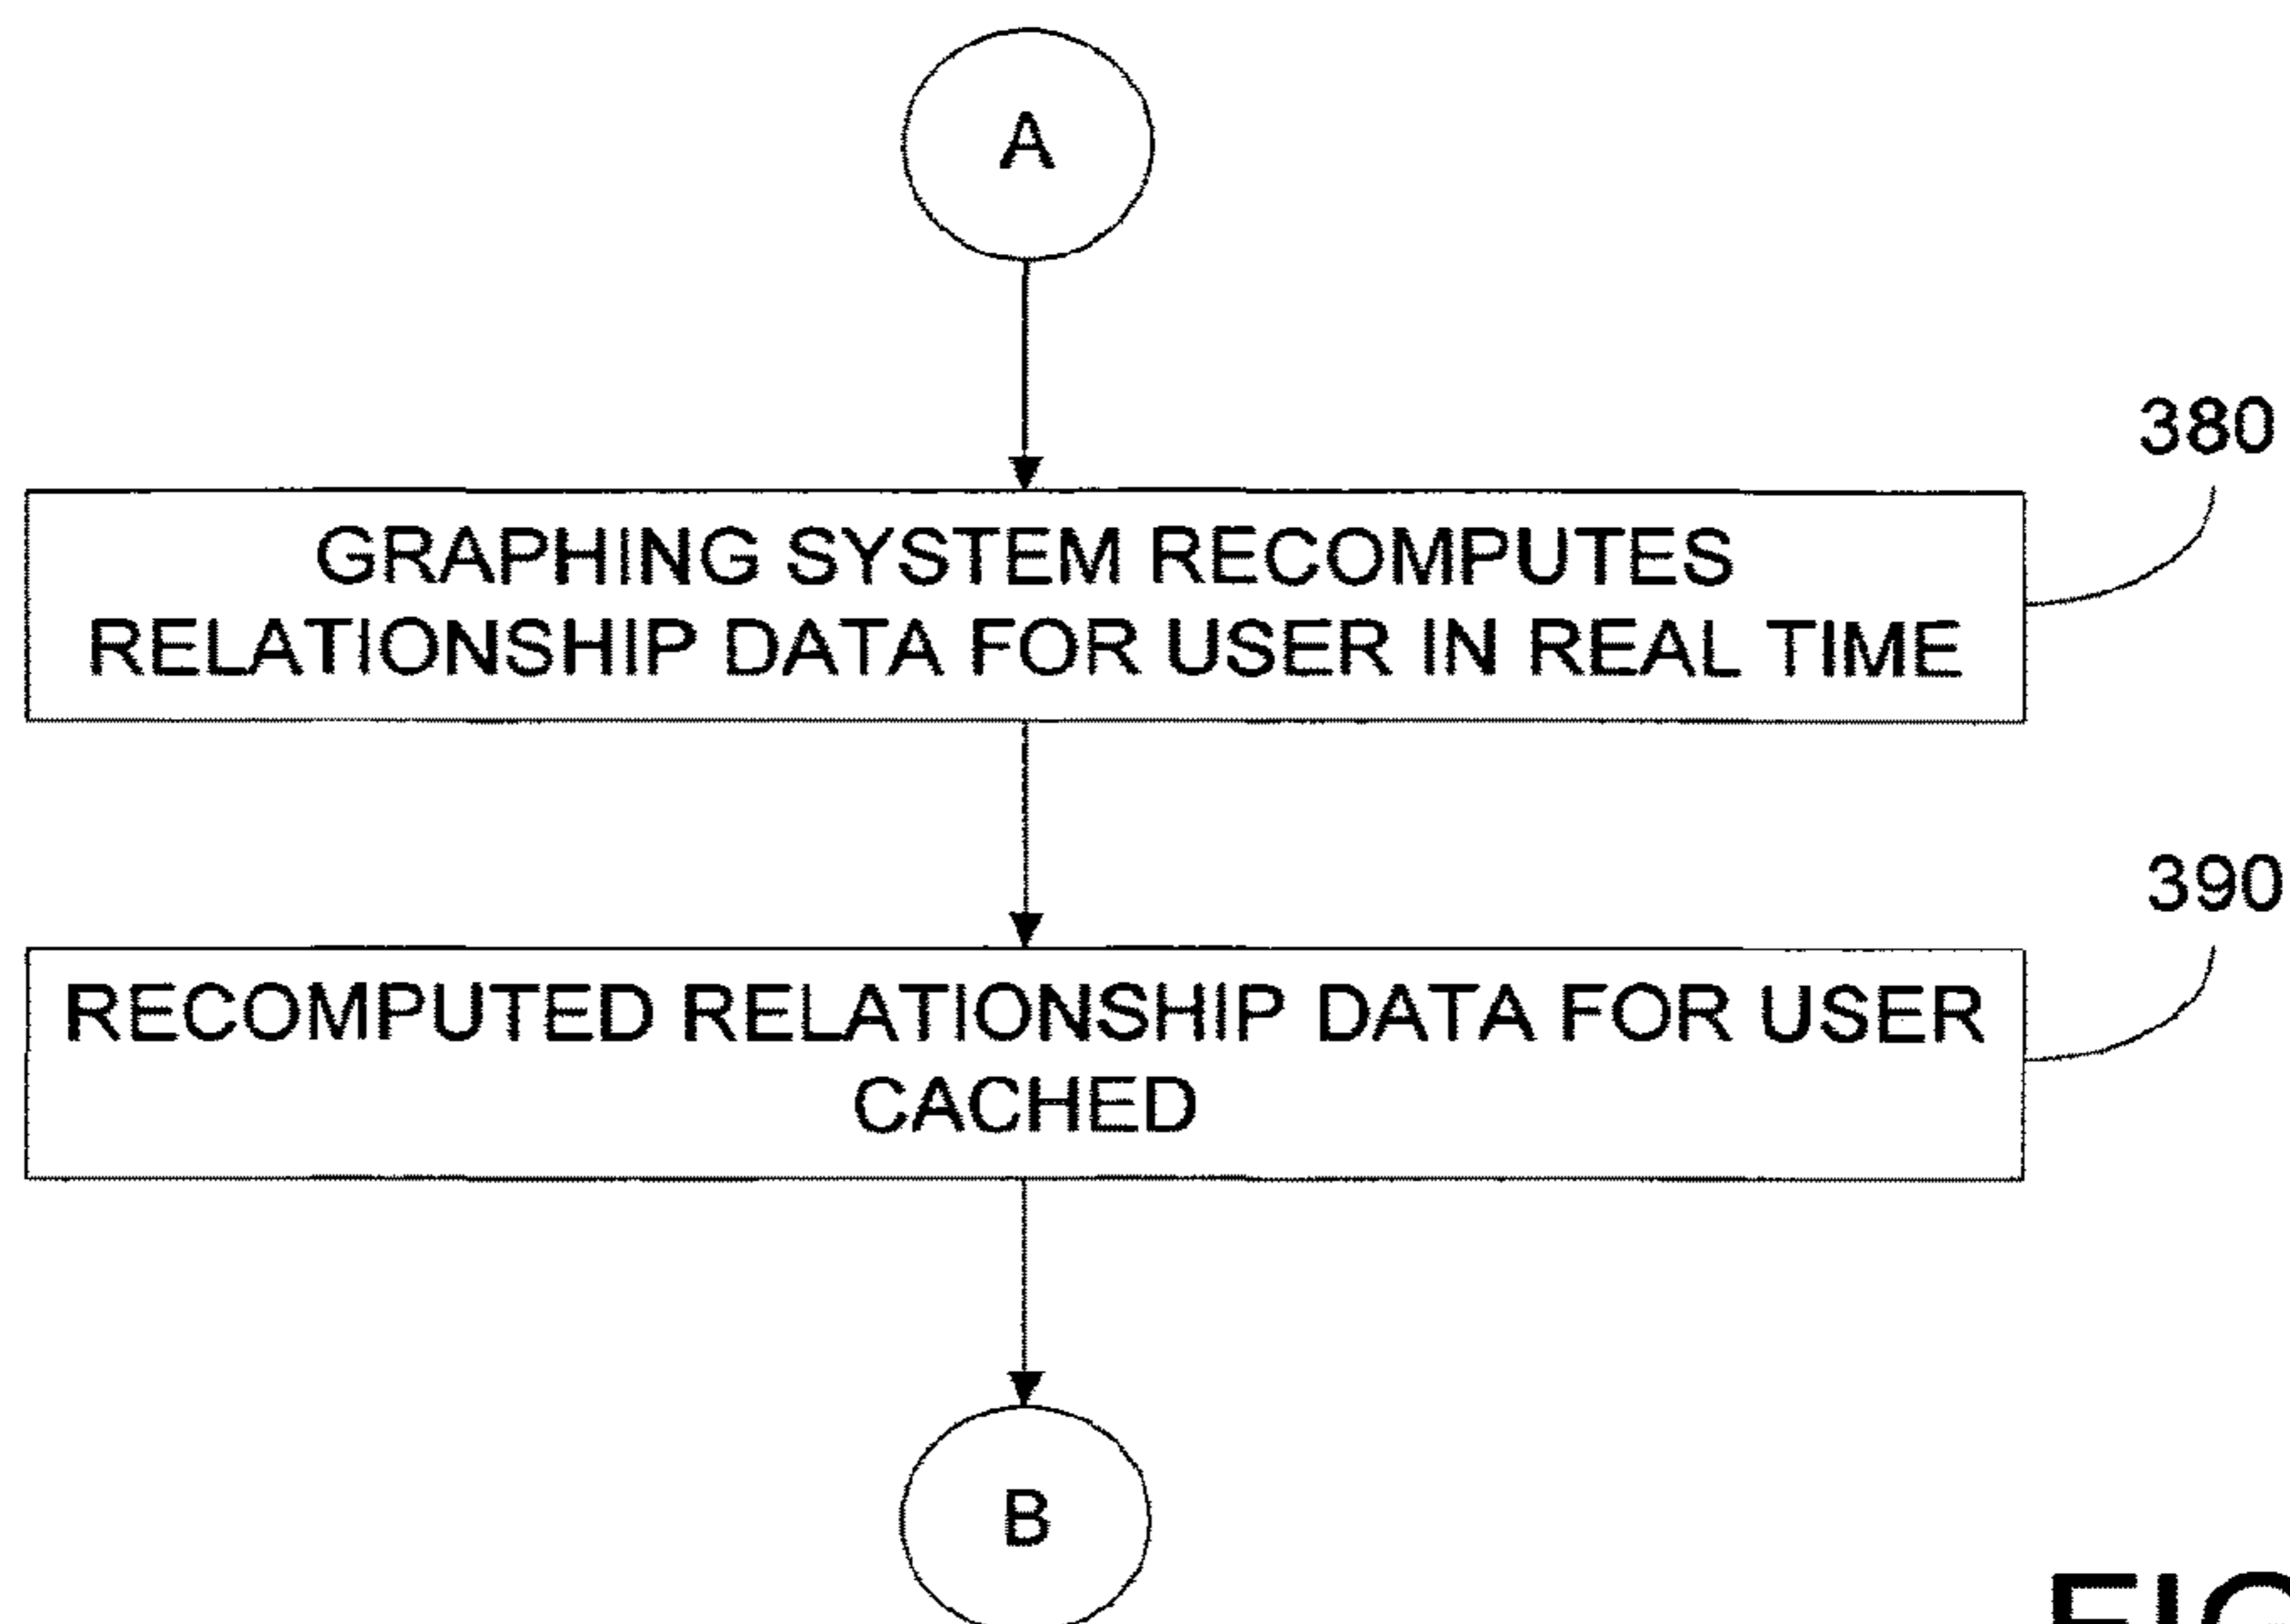 A
380
GRAPHING SYSTEM RECOMPUTES
RELATIONSHIP DATA FOR USER IN REAL TIME
390
RECOMPUTED RELATIONSHIP DATA FOR USER
CACHED
B